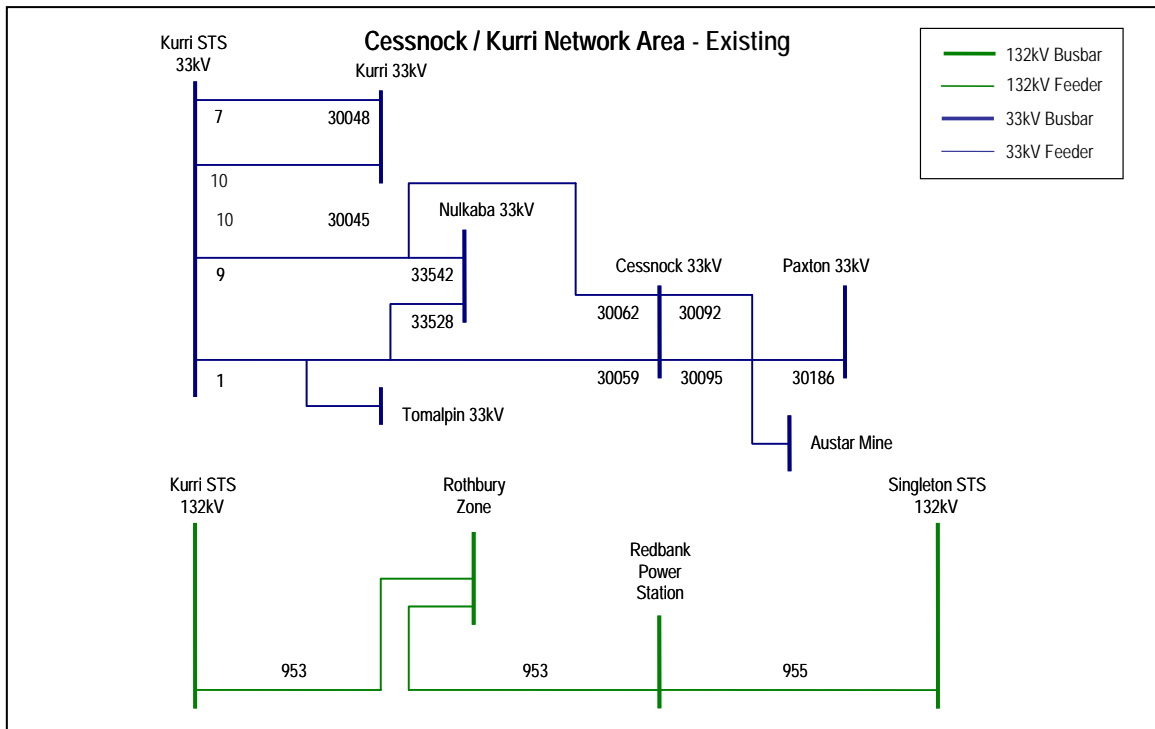 Cessnock / Kurri Network Area - Existing
Kurri STS
33kV
Kurri 33kV
132kV Busbar
132kV Feeder
33kV Busbar
33kV Feeder
7
30048
10
10
30045
Nulkaba 33kV
9
33542
Cessnock 33kV
Paxton 33kV
33528
30062
30092
1
30059
30095
30186
Tomalpin 33kV
Austar Mine
Kurri STS
132kV
Rothbury
Zone
Singleton STS
132kV
Redbank
Power
Station
953
953
955